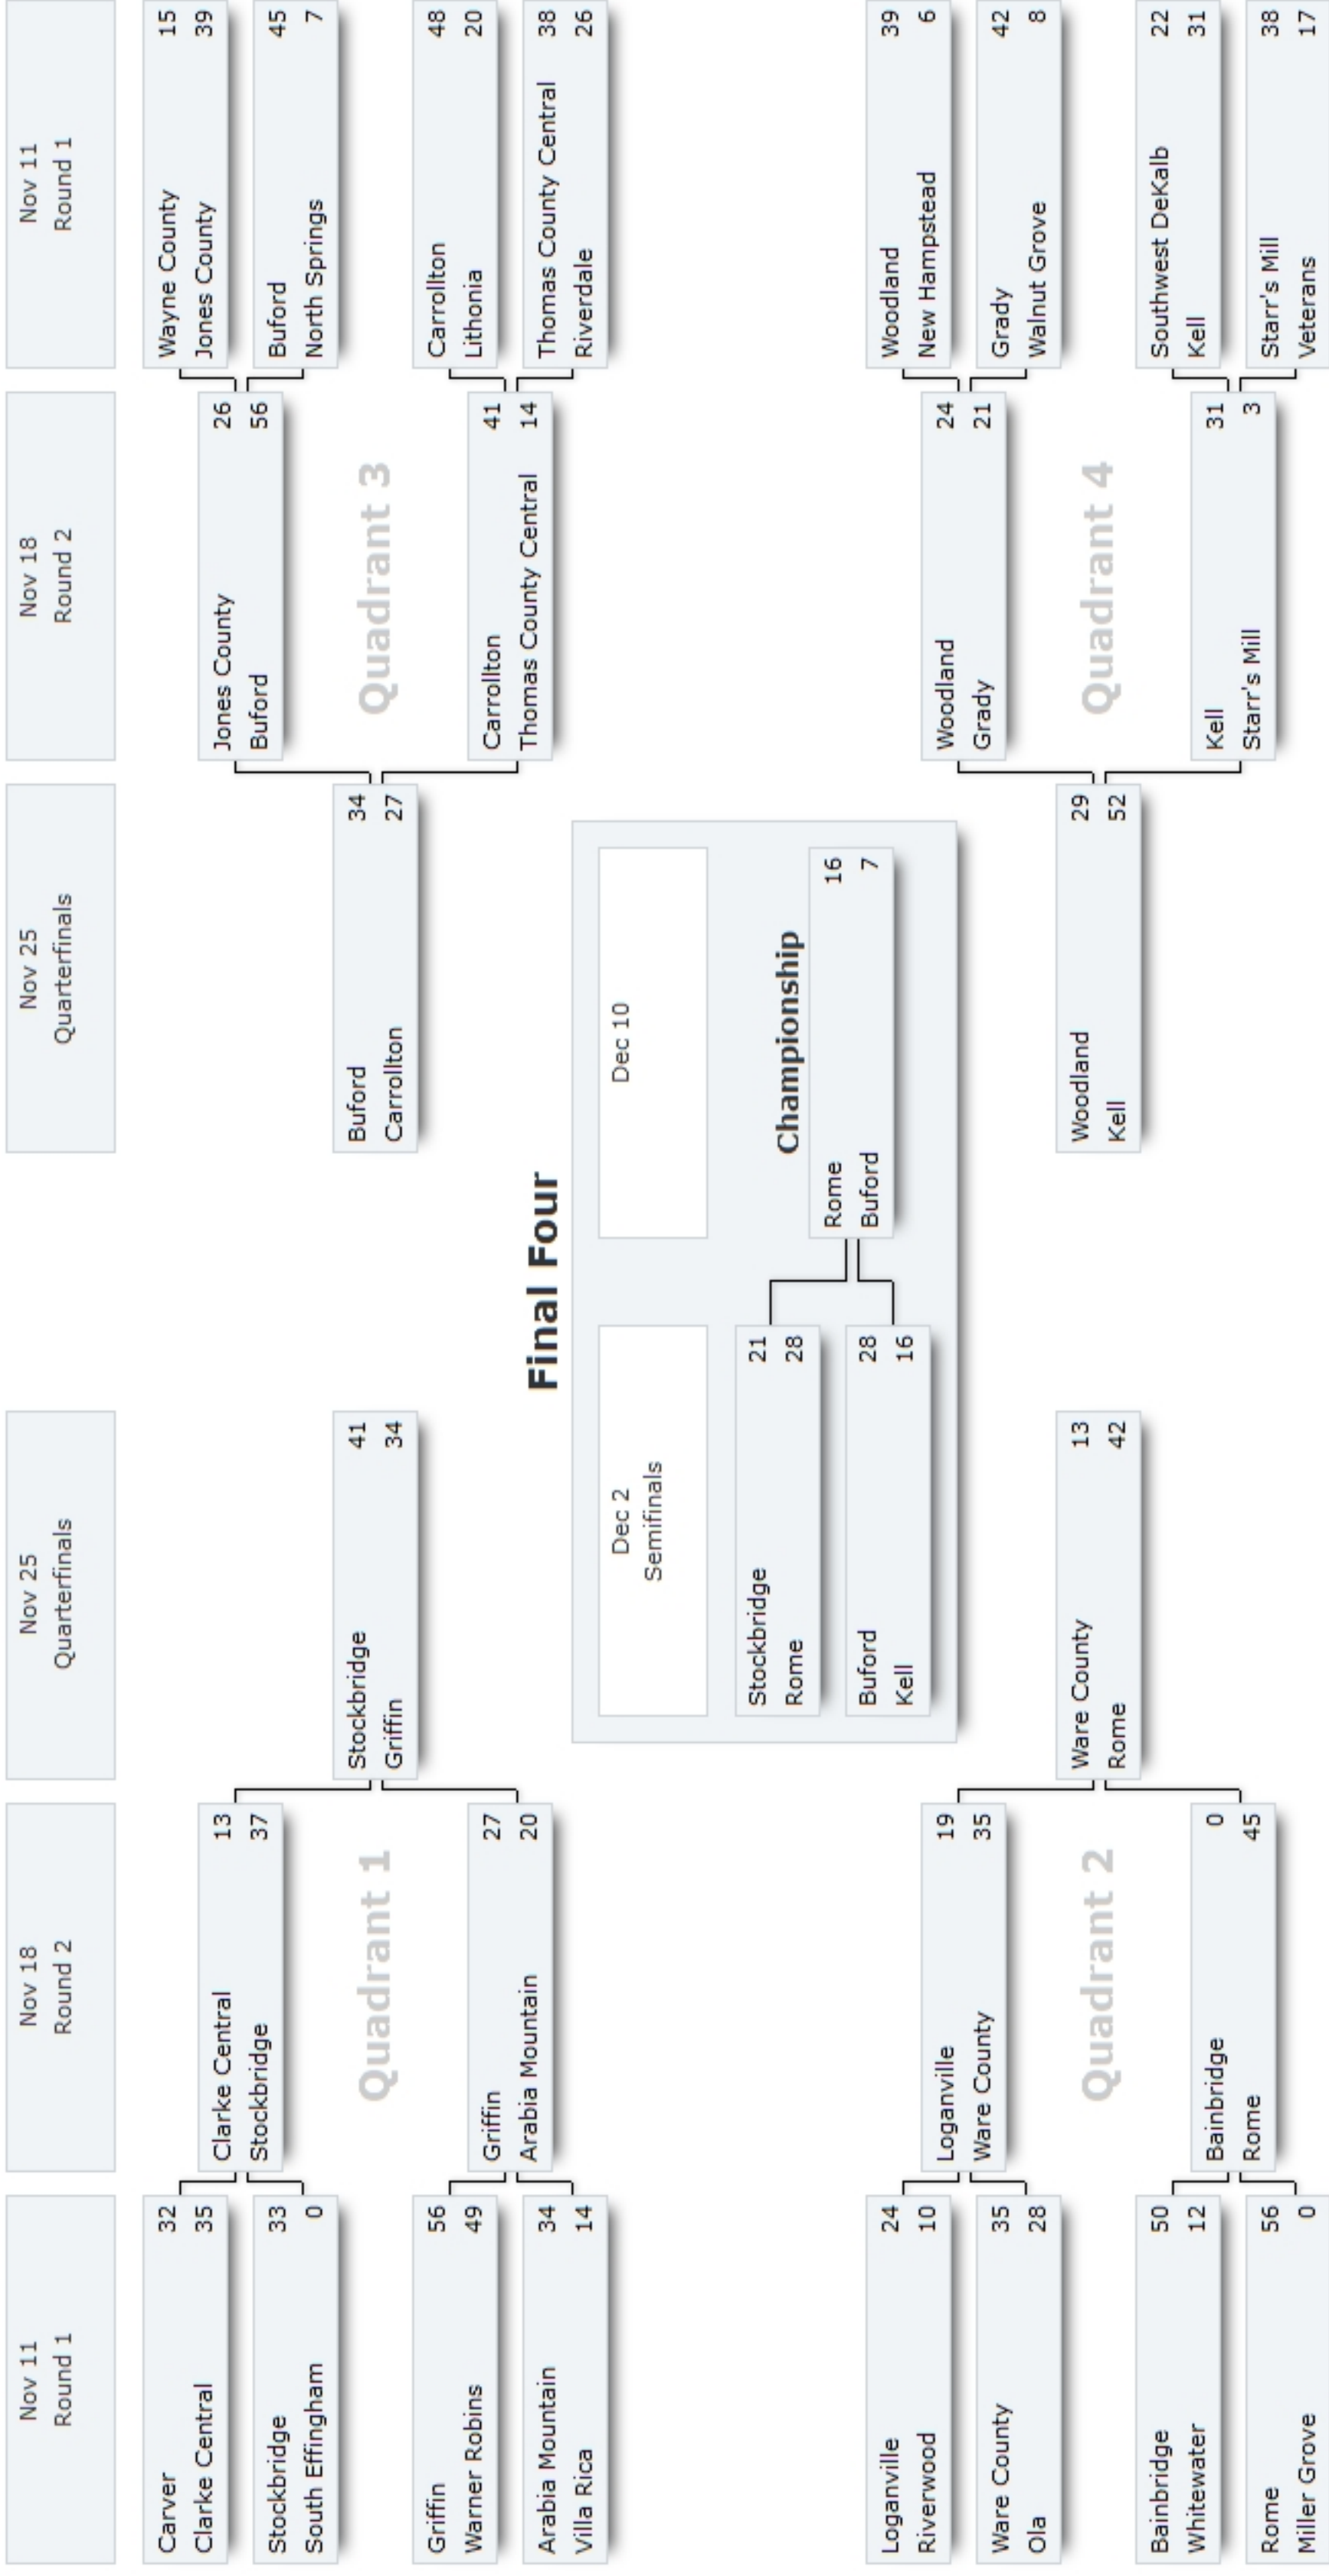 Nov 11
Round 1
Nov 18
Round 2
Nov 25
Quarterfinals
Nov 25
Quarterfinals
Nov 18
Round 2
Nov 11
Round 1
Carver 32
Clarke Central 35
Stockbridge 33
South Effingham 0
Griffin 56
Warner Robins 49
Arabia Mountain 34
Villa Rica 14
Clarke Central 13
Stockbridge 37
Quadrant 1
Griffin 27
Arabia Mountain 20
Stockbridge 41
Griffin 34
Buford 34
Carrollton 27
Jones County 26
Buford 56
Quadrant 3
Carrollton 41
Thomas County Central 14
Wayne County 15
Jones County 39
Buford 45
North Springs 7
Carrollton 48
Lithonia 20
Thomas County Central 38
Riverdale 26
Final Four
Dec 2
Semifinals
Dec 10
Stockbridge 21
Rome 28
Buford 28
Kell 16
Championship
Rome 16
Buford 7
Loganville 24
Riverwood 10
Ware County 35
Ola 28
Bainbridge 50
Whitewater 12
Rome 56
Miller Grove 0
Loganville 19
Ware County 35
Quadrant 2
Bainbridge 0
Rome 45
Ware County 13
Rome 42
Woodland 29
Kell 52
Woodland 24
Grady 21
Quadrant 4
Kell 31
Starr's Mill 3
Woodland 39
New Hampstead 6
Grady 42
Walnut Grove 8
Southwest DeKalb 22
Kell 31
Starr's Mill 38
Veterans 17